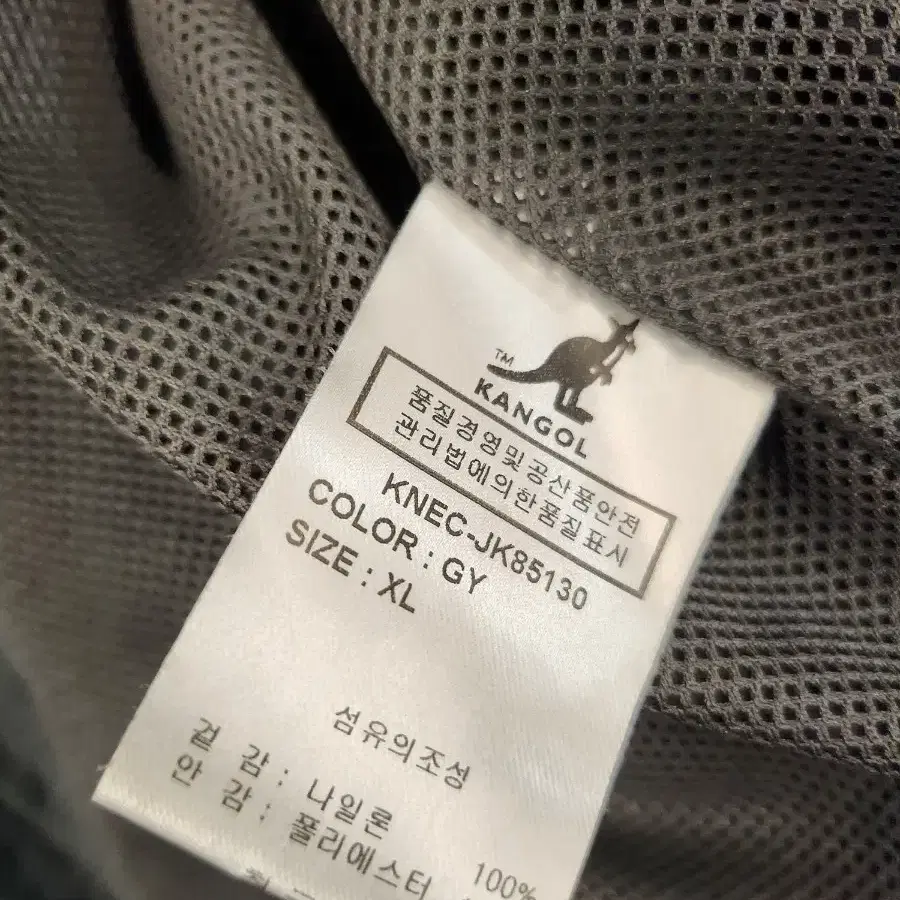 TM
KANGOL
품질경영및공산품안전
관리법에의한품질표시
KNEC-JK85130
COLOR : GY
SIZE : XL
섬유의조성
겉 감 : 나일론 100%
안 감 : 폴리에스터